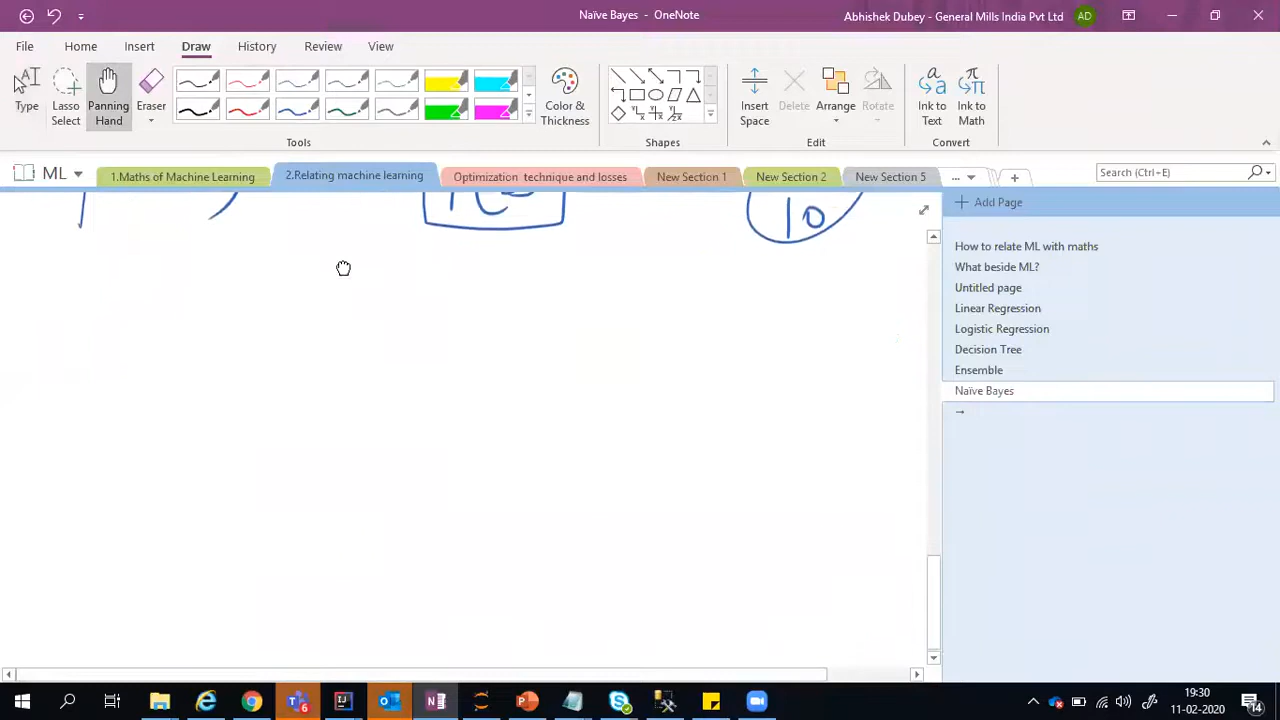 Naïve Bayes - OneNote
Abhishek Dubey - General Mills India Pvt Ltd AD
File Home Insert Draw History Review View
Type
Lasso Select
Panning Hand
Eraser
Color & Thickness
Insert Space
Delete
Arrange
Rotate
Ink to Text
Ink to Math
Tools Shapes Edit Convert
ML 1.Maths of Machine Learning 2.Relating machine learning Optimization technique and losses New Section 1 New Section 2 New Section 5 ... Search (Ctrl+E)
Add Page
10
How to relate ML with maths
What beside ML?
Untitled page
Linear Regression
Logistic Regression
Decision Tree
Ensemble
Naïve Bayes
→
19:30
11-02-2020
14